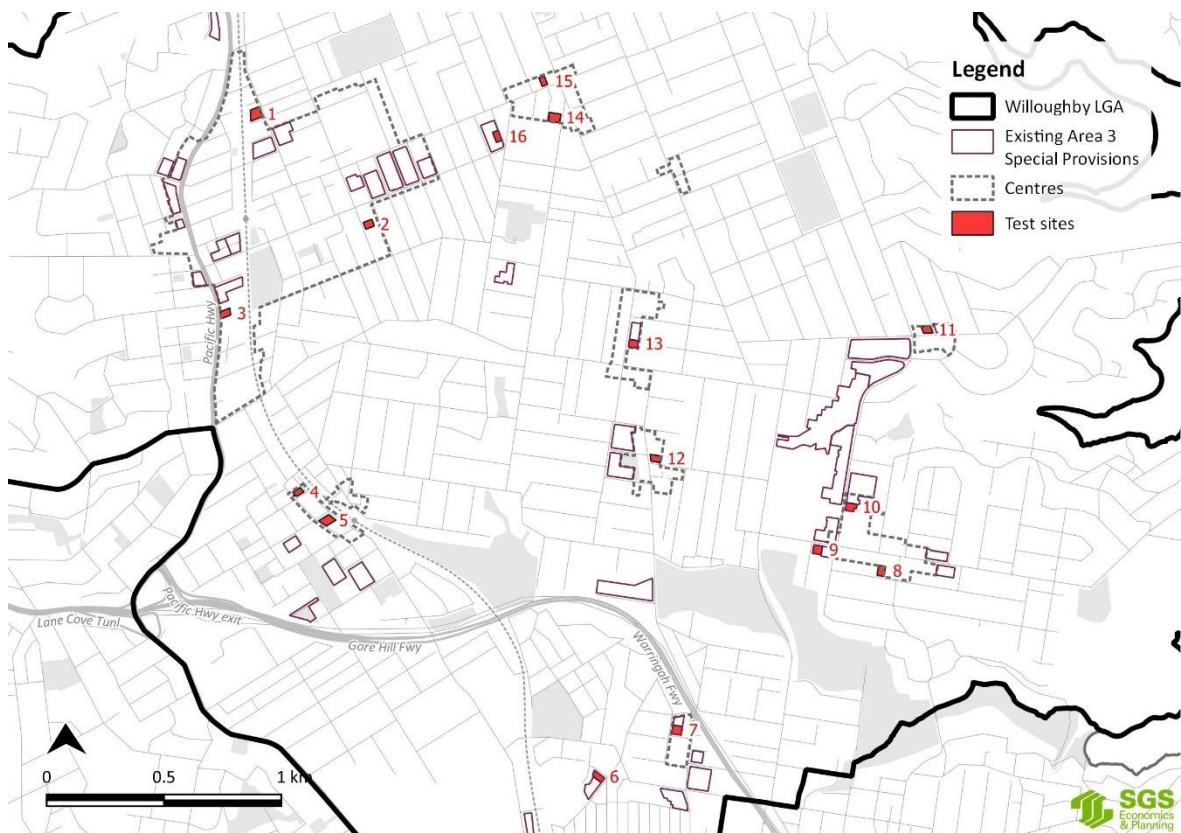 Legend
Willoughby LGA
Existing Area 3
Special Provisions
Centres
Test sites
15
14
1
16
2
3
Pacific Hwy
11
13
12
4
5
10
9
8
Pacific Hwy exit
Lane Cove Tunl
Gore Hill Fwy
Warringah Fwy
7
6
0 0.5 1 km
SGS
Economics
& Planning